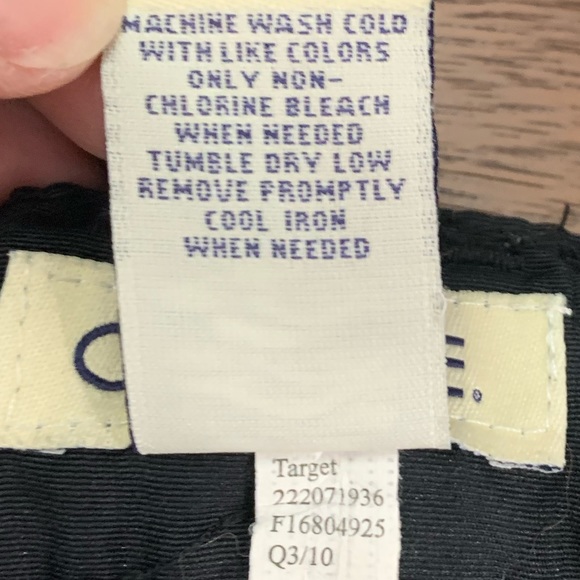 MACHINE WASH COLD
WITH LIKE COLORS
ONLY NON-
CHLORINE BLEACH
WHEN NEEDED
TUMBLE DRY LOW
REMOVE PROMPTLY
COOL IRON
WHEN NEEDED
Target
222071936
F16804925
Q3/10